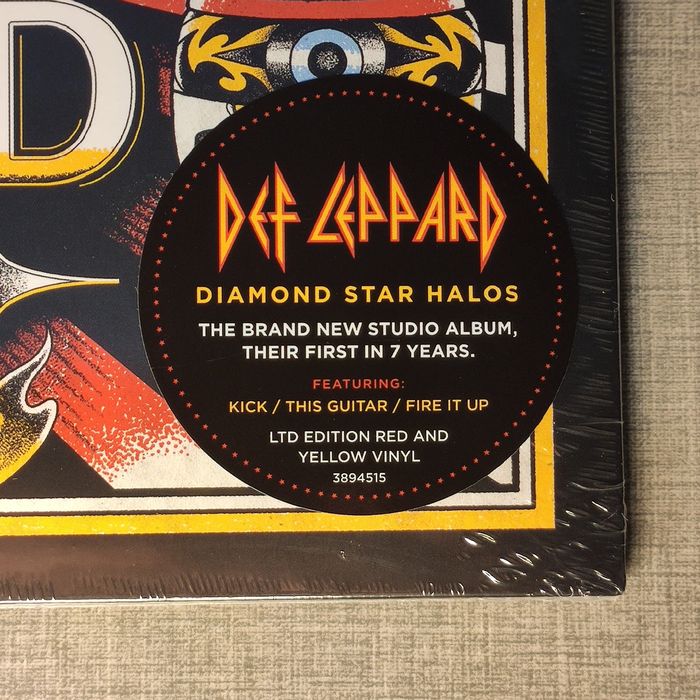 D
DEF LEPPARD
DIAMOND STAR HALOS
THE BRAND NEW STUDIO ALBUM,
THEIR FIRST IN 7 YEARS.
FEATURING:
KICK / THIS GUITAR / FIRE IT UP
LTD EDITION RED AND
YELLOW VINYL
3894515